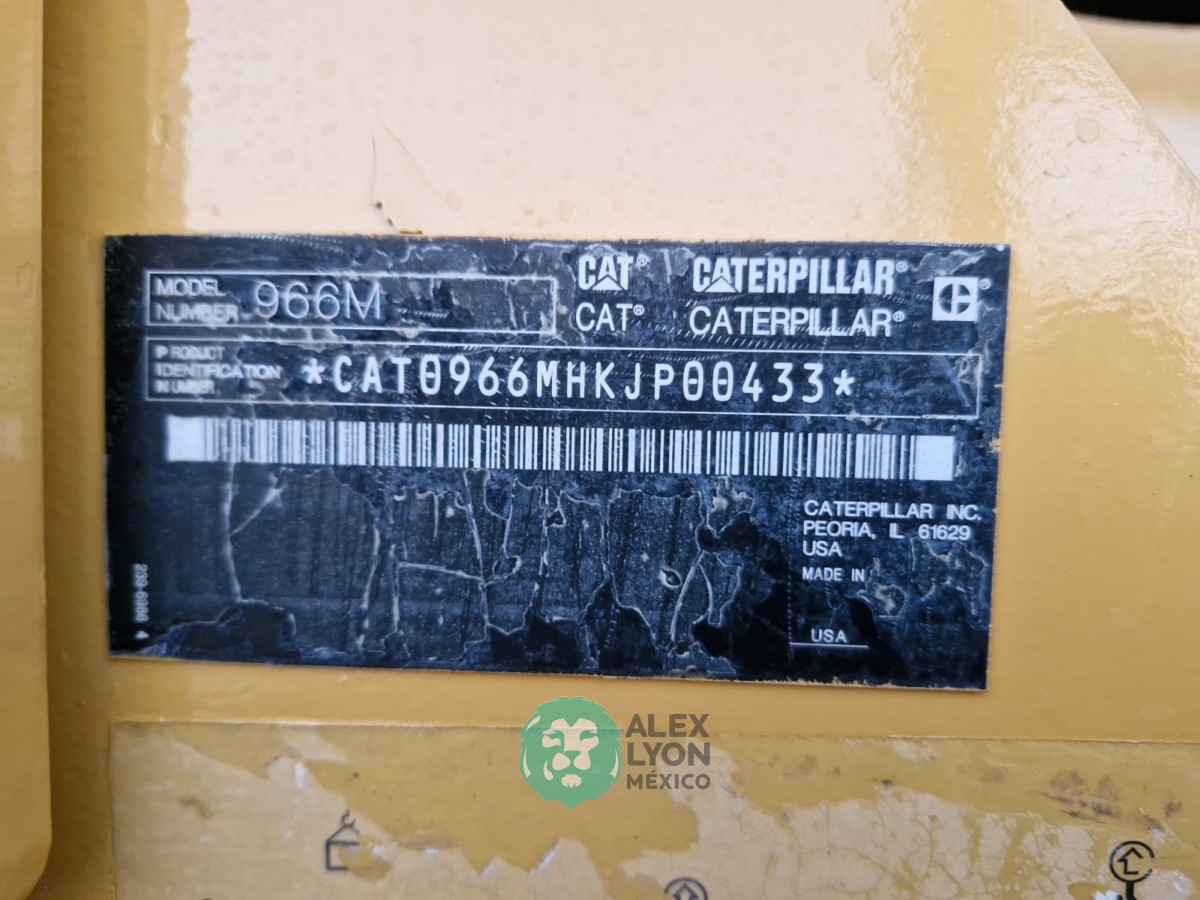 MODEL
NUMBER 966M
CAT® CATERPILLAR®
CAT® CATERPILLAR®
PRODUCT
IDENTIFICATION
NUMBER
*CAT0966MHKJP00433*
CATERPILLAR INC.
PEORIA, IL 61629
USA
MADE IN
USA
ALEX
LYON
MÉXICO